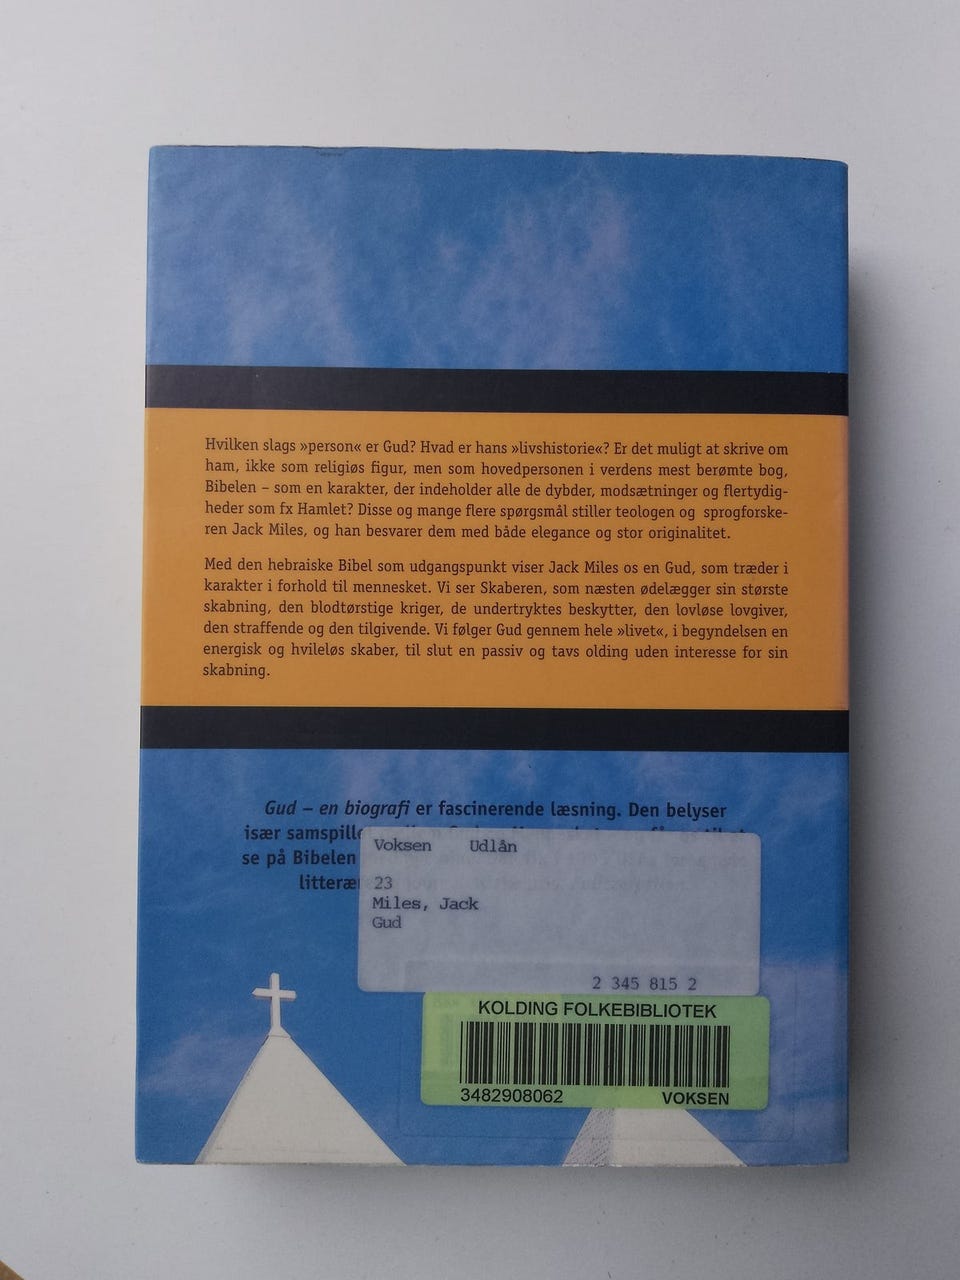 Hvilken slags »person« er Gud? Hvad er hans »livshistorie«? Er det muligt at skrive om
ham, ikke som religiøs figur, men som hovedpersonen i verdens mest berømte bog,
Bibelen – som en karakter, der indeholder alle de dybder, modsætninger og flertydig-
heder som fx Hamlet? Disse og mange flere spørgsmål stiller teologen og sprogforske-
ren Jack Miles, og han besvarer dem med både elegance og stor originalitet.
Med den hebraiske Bibel som udgangspunkt viser Jack Miles os en Gud, som træder i
karakter i forhold til mennesket. Vi ser Skaberen, som næsten ødelægger sin største
skabning, den blodtørstige kriger, de undertryktes beskytter, den lovløse lovgiver,
den straffende og den tilgivende. Vi følger Gud gennem hele »livet«, i begyndelsen en
energisk og hvileløs skaber, til slut en passiv og tavs olding uden interesse for sin
skabning.
Gud – en biografi er fascinerende læsning. Den belyser
især
se på Bibelen
Voksen Udlån
23
Miles, Jack
Gud
2 345 815 2
KOLDING FOLKEBIBLIOTEK
3482908062 VOKSEN